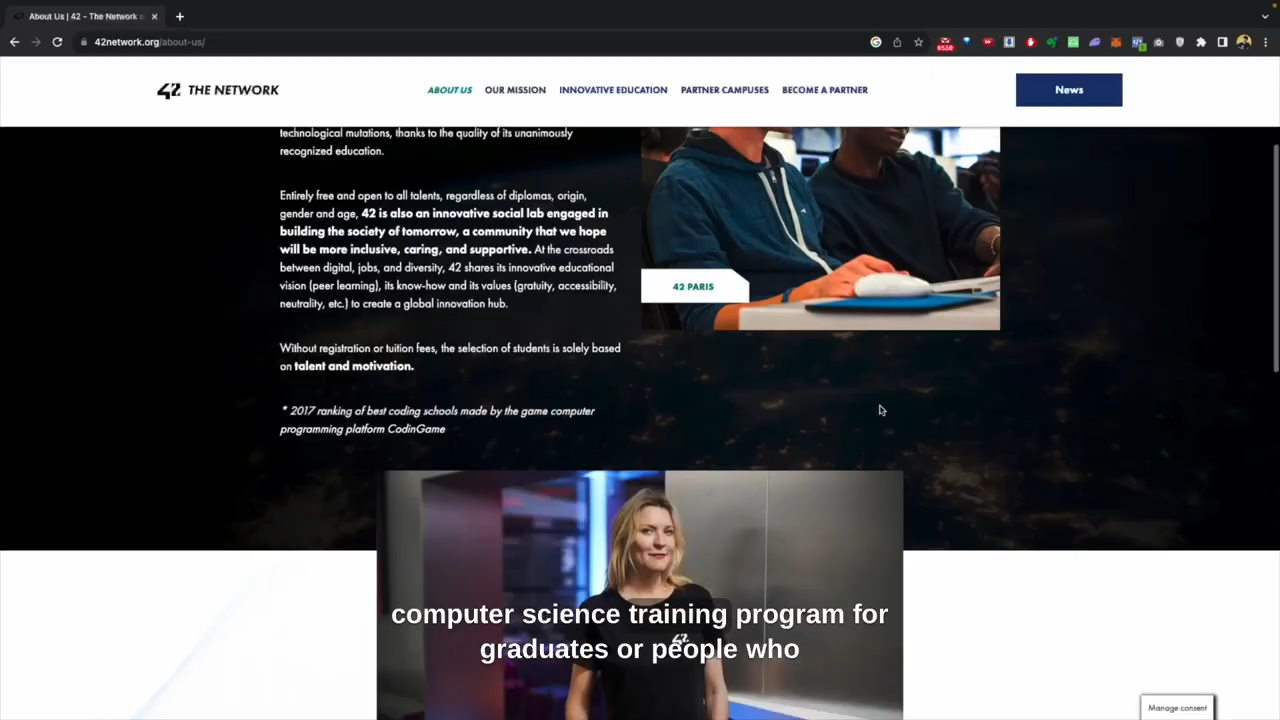 About Us | 42 - The Network
42network.org/about-us/
6530
42 THE NETWORK
ABOUT US
OUR MISSION
INNOVATIVE EDUCATION
PARTNER CAMPUSES
BECOME A PARTNER
News
technological mutations, thanks to the quality of its unanimously
recognized education.
Entirely free and open to all talents, regardless of diplomas, origin,
gender and age, 42 is also an innovative social lab engaged in
building the society of tomorrow, a community that we hope
will be more inclusive, caring, and supportive. At the crossroads
between digital, jobs, and diversity, 42 shares its innovative educational
vision (peer learning), its know-how and its values (gratuity, accessibility,
neutrality, etc.) to create a global innovation hub.
Without registration or tuition fees, the selection of students is solely based
on talent and motivation.
* 2017 ranking of best coding schools made by the game computer
programming platform CodinGame
42 PARIS
42
computer science training program for
graduates or people who
Manage consent